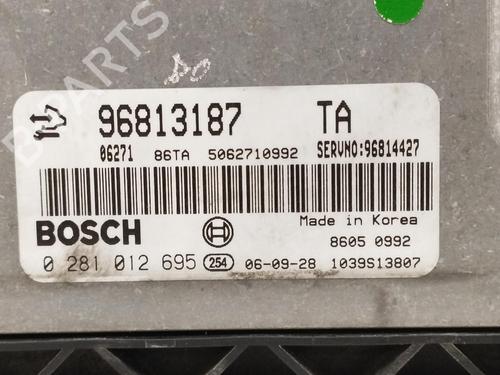 B-PARTS
96813187 TA
06271 86TA 5062710992 SERVNO:96814427
Made in Korea
BOSCH
8605 0992
0 281 012 695 254 06-09-28 1039S13807